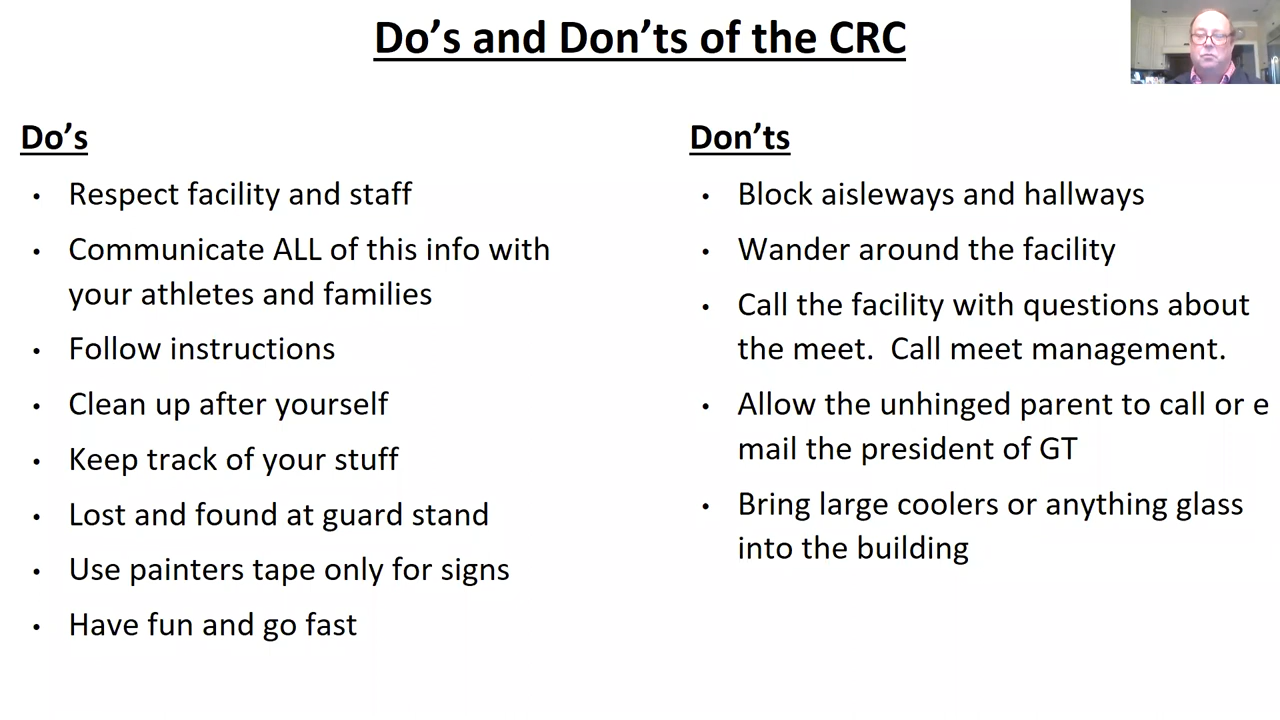 Do’s and Don’ts of the CRC
Do’s
• Respect facility and staff
• Communicate ALL of this info with
your athletes and families
• Follow instructions
• Clean up after yourself
• Keep track of your stuff
• Lost and found at guard stand
• Use painters tape only for signs
• Have fun and go fast
Don’ts
• Block aisleways and hallways
• Wander around the facility
• Call the facility with questions about
the meet.  Call meet management.
• Allow the unhinged parent to call or e
mail the president of GT
• Bring large coolers or anything glass
into the building